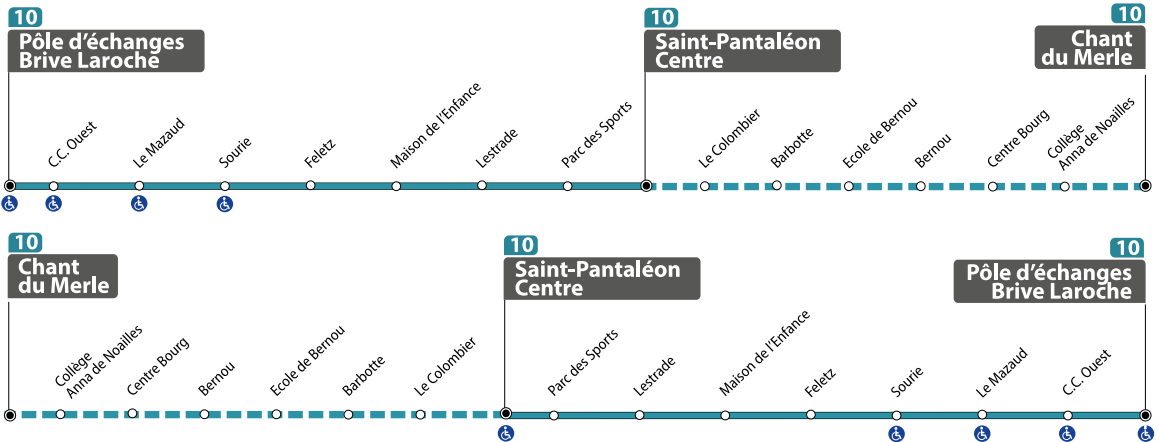 10
Pôle d'échanges
Brive Laroche
10
Saint-Pantaléon
Centre
10
Chant
du Merle
C.C. Ouest
Le Mazaud
Sourie
Feletz
Maison de l'Enfance
Lestrade
Parc des Sports
Le Colombier
Barbotte
Ecole de Bernou
Bernou
Centre Bourg
Collège
Anna de Noailles
10
Chant
du Merle
10
Saint-Pantaléon
Centre
10
Pôle d'échanges
Brive Laroche
Collège
Anna de Noailles
Centre Bourg
Bernou
Ecole de Bernou
Barbotte
Le Colombier
Parc des Sports
Lestrade
Maison de l'Enfance
Feletz
Sourie
Le Mazaud
C.C. Ouest